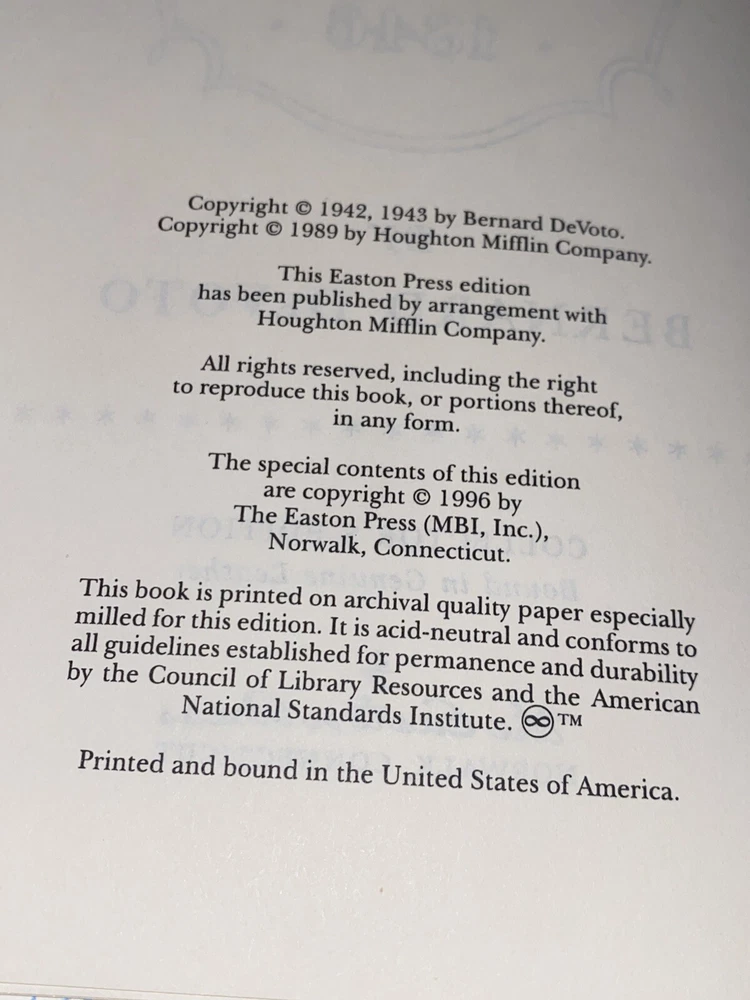 Copyright © 1942, 1943 by Bernard DeVoto.
Copyright © 1989 by Houghton Mifflin Company.
This Easton Press edition
has been published by arrangement with
Houghton Mifflin Company.
All rights reserved, including the right
to reproduce this book, or portions thereof,
in any form.
The special contents of this edition
are copyright © 1996 by
The Easton Press (MBI, Inc.),
Norwalk, Connecticut.
This book is printed on archival quality paper especially
milled for this edition. It is acid-neutral and conforms to
all guidelines established for permanence and durability
by the Council of Library Resources and the American
National Standards Institute. ♾™
Printed and bound in the United States of America.